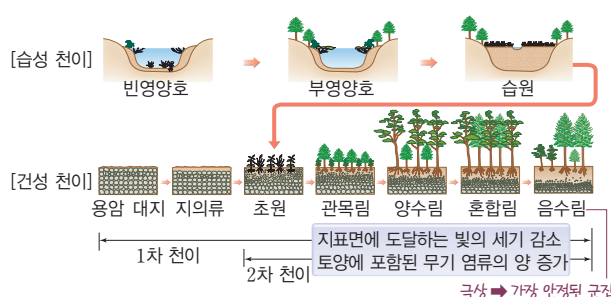 [습성 천이]
빈영양호 부영양호 습원
[건성 천이]
용암 대지 지의류 초원 관목림 양수림 혼합림 음수림
1차 천이
지표면에 도달하는 빛의 세기 감소
토양에 포함된 무기 염류의 양 증가
2차 천이
극상 ➡ 가장 안정된 군집